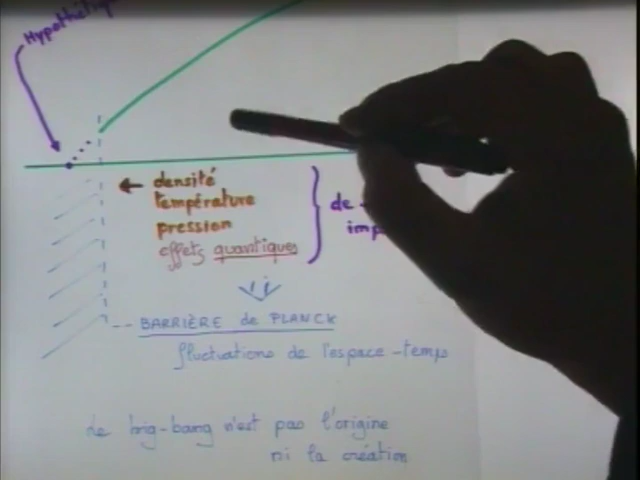 Hypothétiq
densité
température
pression
effets quantiques
de
imp
BARRIÈRE de PLANCK
fluctuations de l'espace-temps
Le big-bang n'est pas l'origine
ni la création